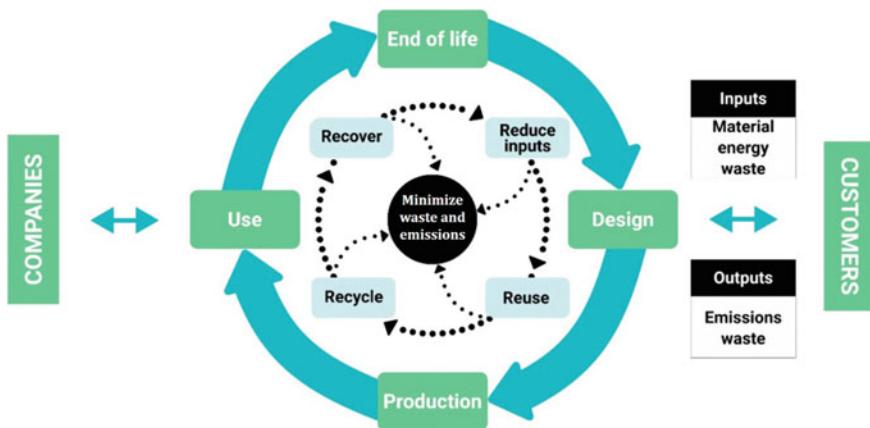 End of life
Recover
Reduce
inputs
Inputs
Material
energy
waste
COMPANIES
Use
Minimize
waste and
emissions
Design
CUSTOMERS
Recycle
Reuse
Outputs
Emissions
waste
Production